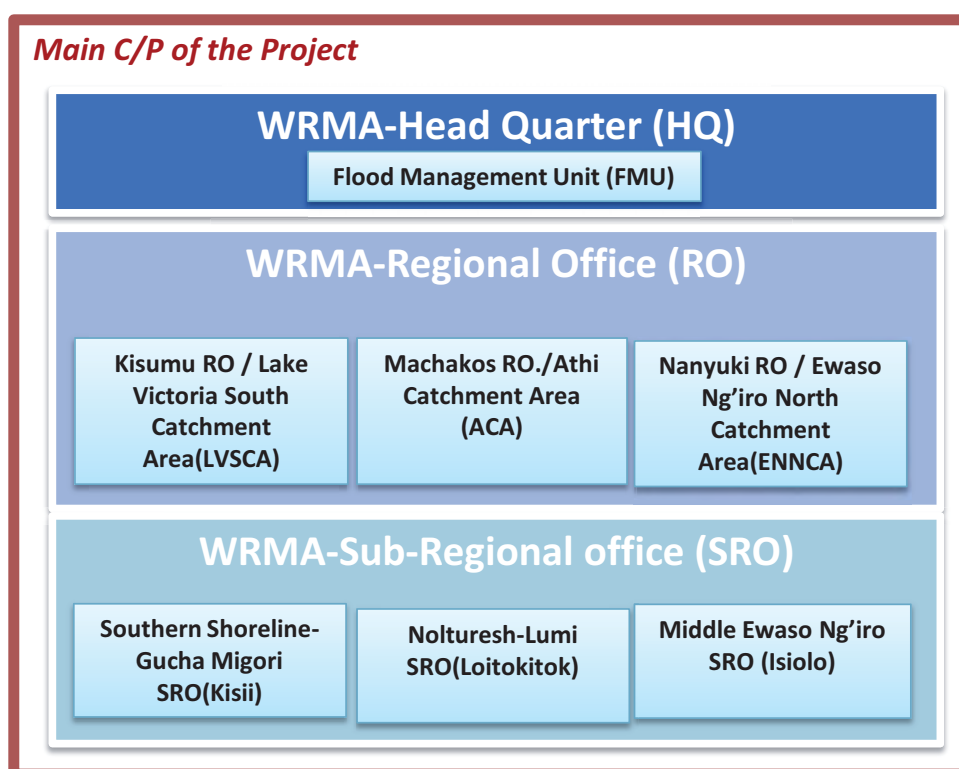 Main C/P of the Project
WRMA-Head Quarter (HQ)
Flood Management Unit (FMU)
WRMA-Regional Office (RO)
Kisumu RO / Lake
Victoria South
Catchment
Area(LVSCA)
Machakos RO./Athi
Catchment Area
(ACA)
Nanyuki RO / Ewaso
Ng’iro North
Catchment
Area(ENNCA)
WRMA-Sub-Regional office (SRO)
Southern Shoreline-
Gucha Migori
SRO(Kisii)
Nolturesh-Lumi
SRO(Loitokitok)
Middle Ewaso Ng’iro
SRO (Isiolo)